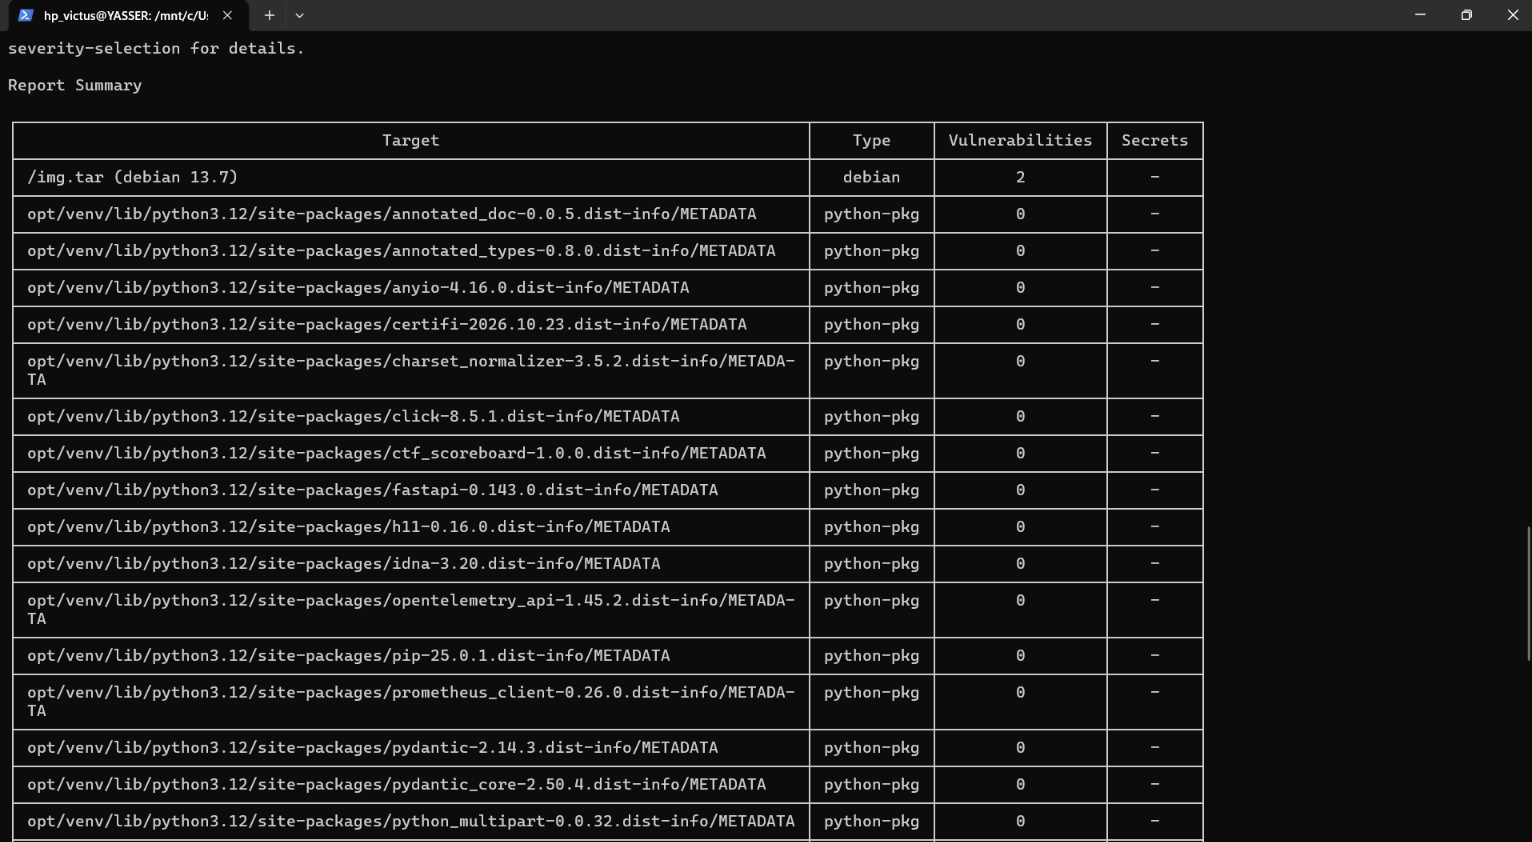 hp_victus@YASSER: /mnt/c/U:
severity-selection for details.
Report Summary
Target Type Vulnerabilities Secrets
/img.tar (debian 13.7) debian 2 -
opt/venv/lib/python3.12/site-packages/annotated_doc-0.0.5.dist-info/METADATA python-pkg 0 -
opt/venv/lib/python3.12/site-packages/annotated_types-0.8.0.dist-info/METADATA python-pkg 0 -
opt/venv/lib/python3.12/site-packages/anyio-4.16.0.dist-info/METADATA python-pkg 0 -
opt/venv/lib/python3.12/site-packages/certifi-2026.10.23.dist-info/METADATA python-pkg 0 -
opt/venv/lib/python3.12/site-packages/charset_normalizer-3.5.2.dist-info/METADA- python-pkg 0 -
TA
opt/venv/lib/python3.12/site-packages/click-8.5.1.dist-info/METADATA python-pkg 0 -
opt/venv/lib/python3.12/site-packages/ctf_scoreboard-1.0.0.dist-info/METADATA python-pkg 0 -
opt/venv/lib/python3.12/site-packages/fastapi-0.143.0.dist-info/METADATA python-pkg 0 -
opt/venv/lib/python3.12/site-packages/h11-0.16.0.dist-info/METADATA python-pkg 0 -
opt/venv/lib/python3.12/site-packages/idna-3.20.dist-info/METADATA python-pkg 0 -
opt/venv/lib/python3.12/site-packages/opentelemetry_api-1.45.2.dist-info/METADA- python-pkg 0 -
TA
opt/venv/lib/python3.12/site-packages/pip-25.0.1.dist-info/METADATA python-pkg 0 -
opt/venv/lib/python3.12/site-packages/prometheus_client-0.26.0.dist-info/METADA- python-pkg 0 -
TA
opt/venv/lib/python3.12/site-packages/pydantic-2.14.3.dist-info/METADATA python-pkg 0 -
opt/venv/lib/python3.12/site-packages/pydantic_core-2.50.4.dist-info/METADATA python-pkg 0 -
opt/venv/lib/python3.12/site-packages/python_multipart-0.0.32.dist-info/METADATA python-pkg 0 -